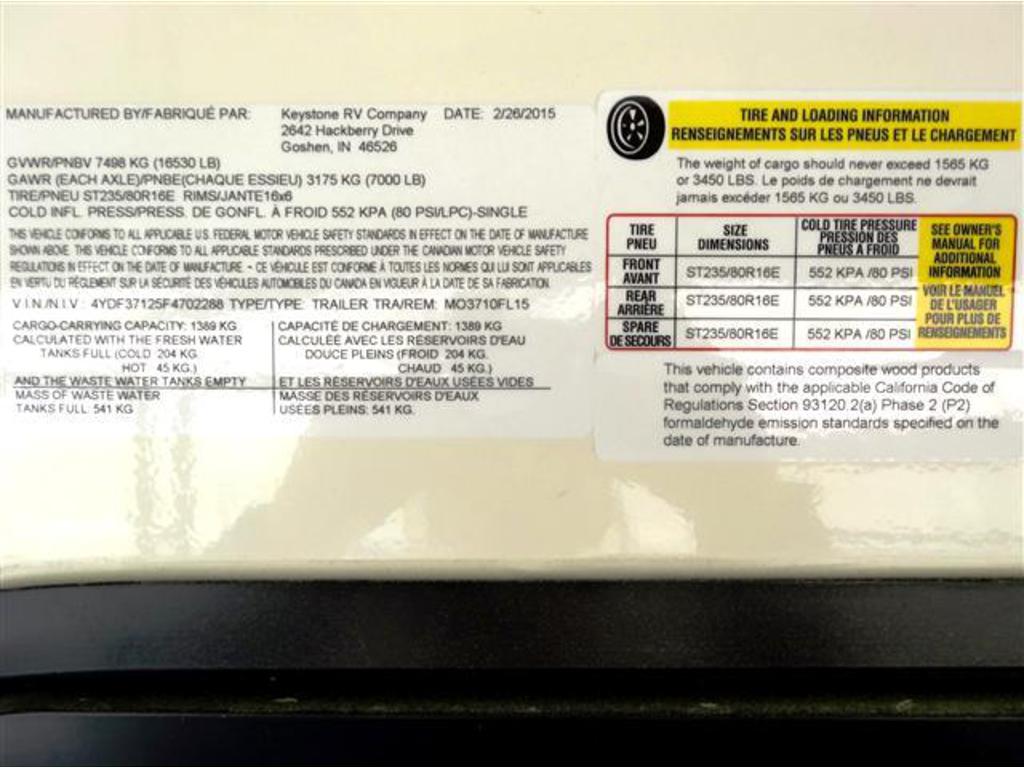 MANUFACTURED BY/FABRIQUÉ PAR: Keystone RV Company DATE: 2/26/2015
2642 Hackberry Drive
Goshen, IN 46526
GVWR/PNBV 7498 KG (16530 LB)
GAWR (EACH AXLE)/PNBE(CHAQUE ESSIEU) 3175 KG (7000 LB)
TIRE/PNEU ST235/80R16E RIMS/JANTE16x6
COLD INFL. PRESS/PRESS. DE GONFL. À FROID 552 KPA (80 PSI/LPC)-SINGLE
THIS VEHICLE CONFORMS TO ALL APPLICABLE U.S. FEDERAL MOTOR VEHICLE SAFETY STANDARDS IN EFFECT ON THE DATE OF MANUFACTURE
SHOWN ABOVE. THIS VEHICLE CONFORMS TO ALL APPLICABLE STANDARDS PRESCRIBED UNDER THE CANADIAN MOTOR VEHICLE SAFETY
REGULATIONS IN EFFECT ON THE DATE OF MANUFACTURE - CE VÉHICULE EST CONFORME À TOUTES LES NORMES QUI LUI SONT APPLICABLES
EN VERTU DU RÈGLEMENT SUR LA SÉCURITÉ DES VÉHICULES AUTOMOBILES DU CANADA EN VIGUEUR À LA DATE DE SA FABRICATION.
V.I.N./N.I.V.: 4YDF37125F4702288 TYPE/TYPE: TRAILER TRA/REM: MO3710FL15
CARGO-CARRYING CAPACITY: 1389 KG
CALCULATED WITH THE FRESH WATER
TANKS FULL (COLD 204 KG.
HOT 45 KG.)
AND THE WASTE WATER TANKS EMPTY
MASS OF WASTE WATER
TANKS FULL: 541 KG
CAPACITÉ DE CHARGEMENT: 1389 KG
CALCULÉE AVEC LES RÉSERVOIRS D'EAU
DOUCE PLEINS (FROID 204 KG.
CHAUD 45 KG.)
ET LES RÉSERVOIRS D'EAUX USÉES VIDES
MASSE DES RÉSERVOIRS D'EAUX
USÉES PLEINS: 541 KG.
TIRE AND LOADING INFORMATION
RENSEIGNEMENTS SUR LES PNEUS ET LE CHARGEMENT
The weight of cargo should never exceed 1565 KG
or 3450 LBS. Le poids de chargement ne devrait
jamais excéder 1565 KG ou 3450 LBS.
TIRE
PNEU
SIZE
DIMENSIONS
COLD TIRE PRESSURE
PRESSION DES
PNEUS A FROID
FRONT
AVANT
ST235/80R16E 552 KPA /80 PSI
REAR
ARRIÈRE
ST235/80R16E 552 KPA /80 PSI
SPARE
DE SECOURS
ST235/80R16E 552 KPA /80 PSI
SEE OWNER'S
MANUAL FOR
ADDITIONAL
INFORMATION
VOIR LE MANUEL
DE L'USAGER
POUR PLUS DE
RENSEIGNEMENTS
This vehicle contains composite wood products
that comply with the applicable California Code of
Regulations Section 93120.2(a) Phase 2 (P2)
formaldehyde emission standards specified on the
date of manufacture.